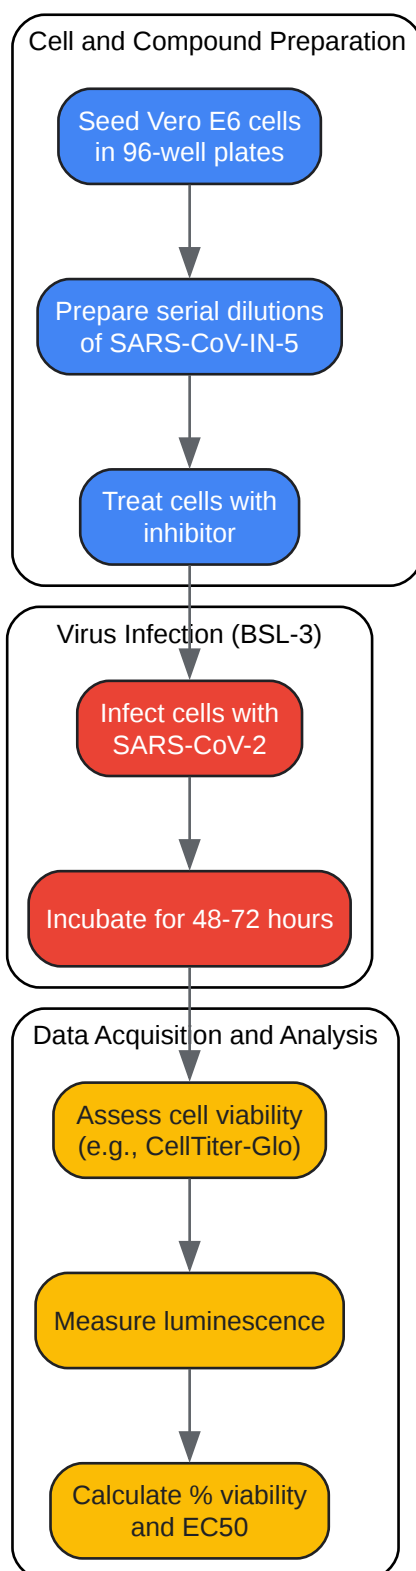 Cell and Compound Preparation
Seed Vero E6 cells
in 96-well plates
Prepare serial dilutions
of SARS-CoV-IN-5
Treat cells with
inhibitor
Virus Infection (BSL-3)
Infect cells with
SARS-CoV-2
Incubate for 48-72 hours
Data Acquisition and Analysis
Assess cell viability
(e.g., CellTiter-Glo)
Measure luminescence
Calculate % viability
and EC50